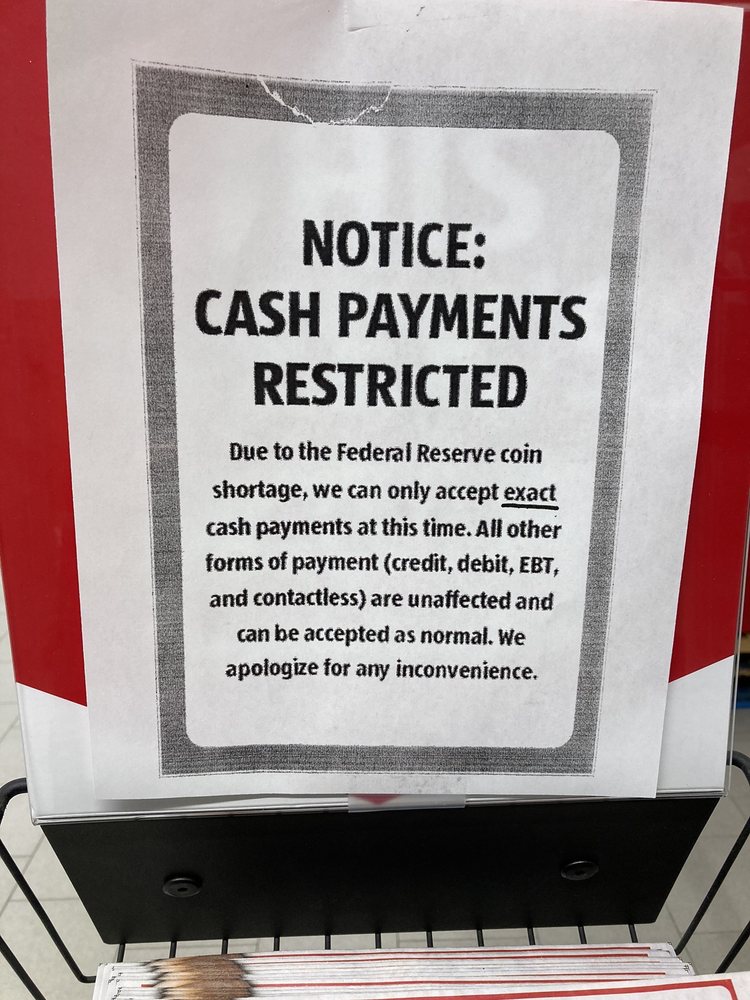 NOTICE:
CASH PAYMENTS
RESTRICTED
Due to the Federal Reserve coin
shortage, we can only accept exact
cash payments at this time. All other
forms of payment (credit, debit, EBT,
and contactless) are unaffected and
can be accepted as normal. We
apologize for any inconvenience.